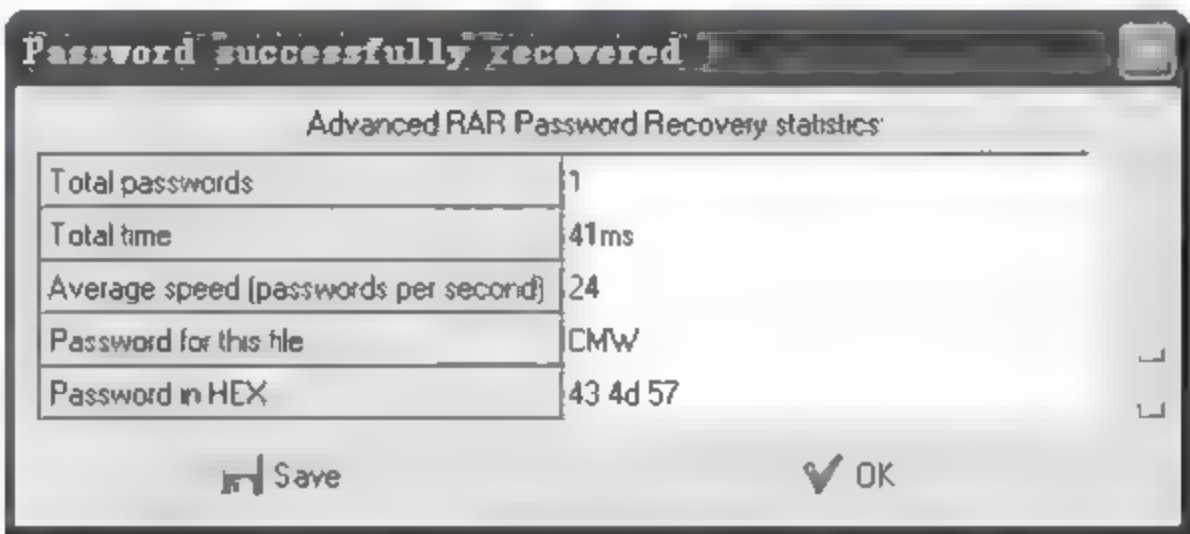 Password successfully recovered !
Advanced RAR Password Recovery statistics:
Total passwords 1
Total time 41ms
Average speed (passwords per second) 24
Password for this file CMW
Password in HEX 43 4d 57
Save OK